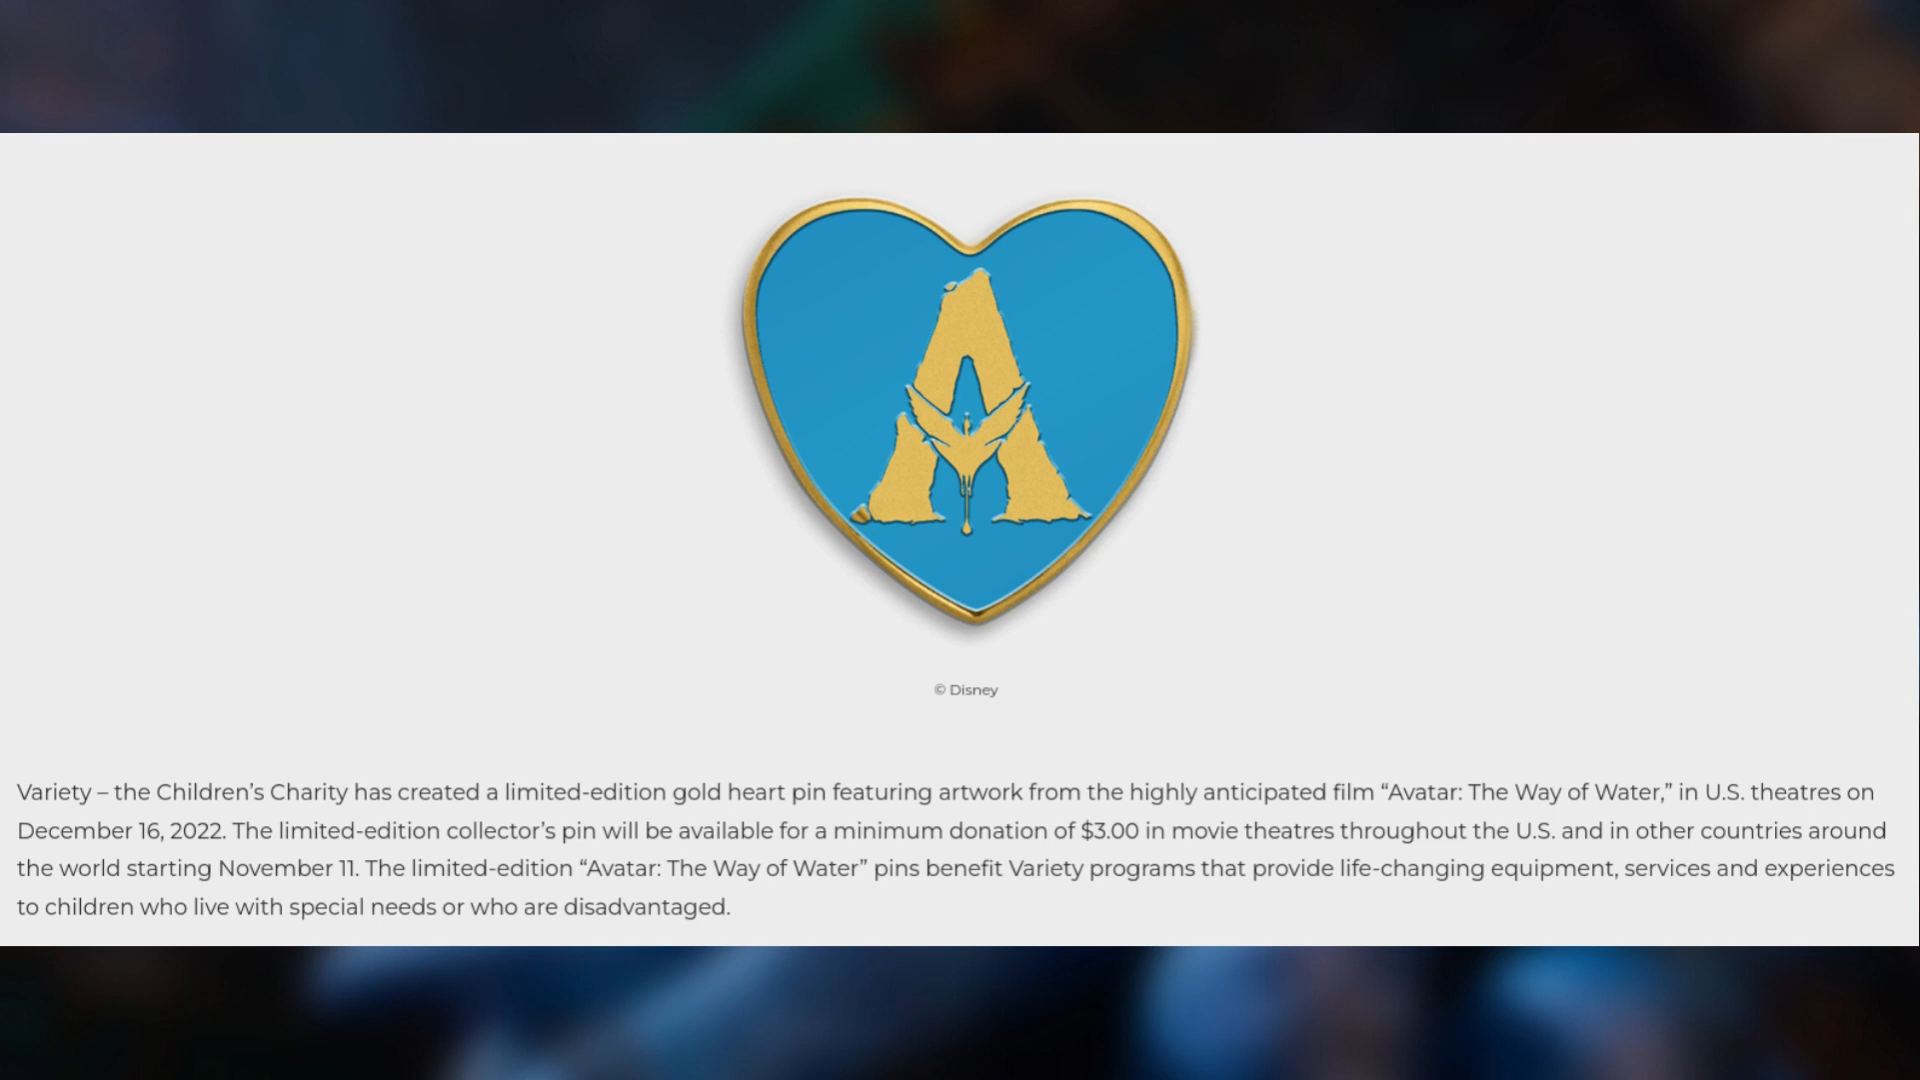 A
© Disney
Variety – the Children’s Charity has created a limited-edition gold heart pin featuring artwork from the highly anticipated film “Avatar: The Way of Water,” in U.S. theatres on
December 16, 2022. The limited-edition collector’s pin will be available for a minimum donation of $3.00 in movie theatres throughout the U.S. and in other countries around
the world starting November 11. The limited-edition “Avatar: The Way of Water” pins benefit Variety programs that provide life-changing equipment, services and experiences
to children who live with special needs or who are disadvantaged.